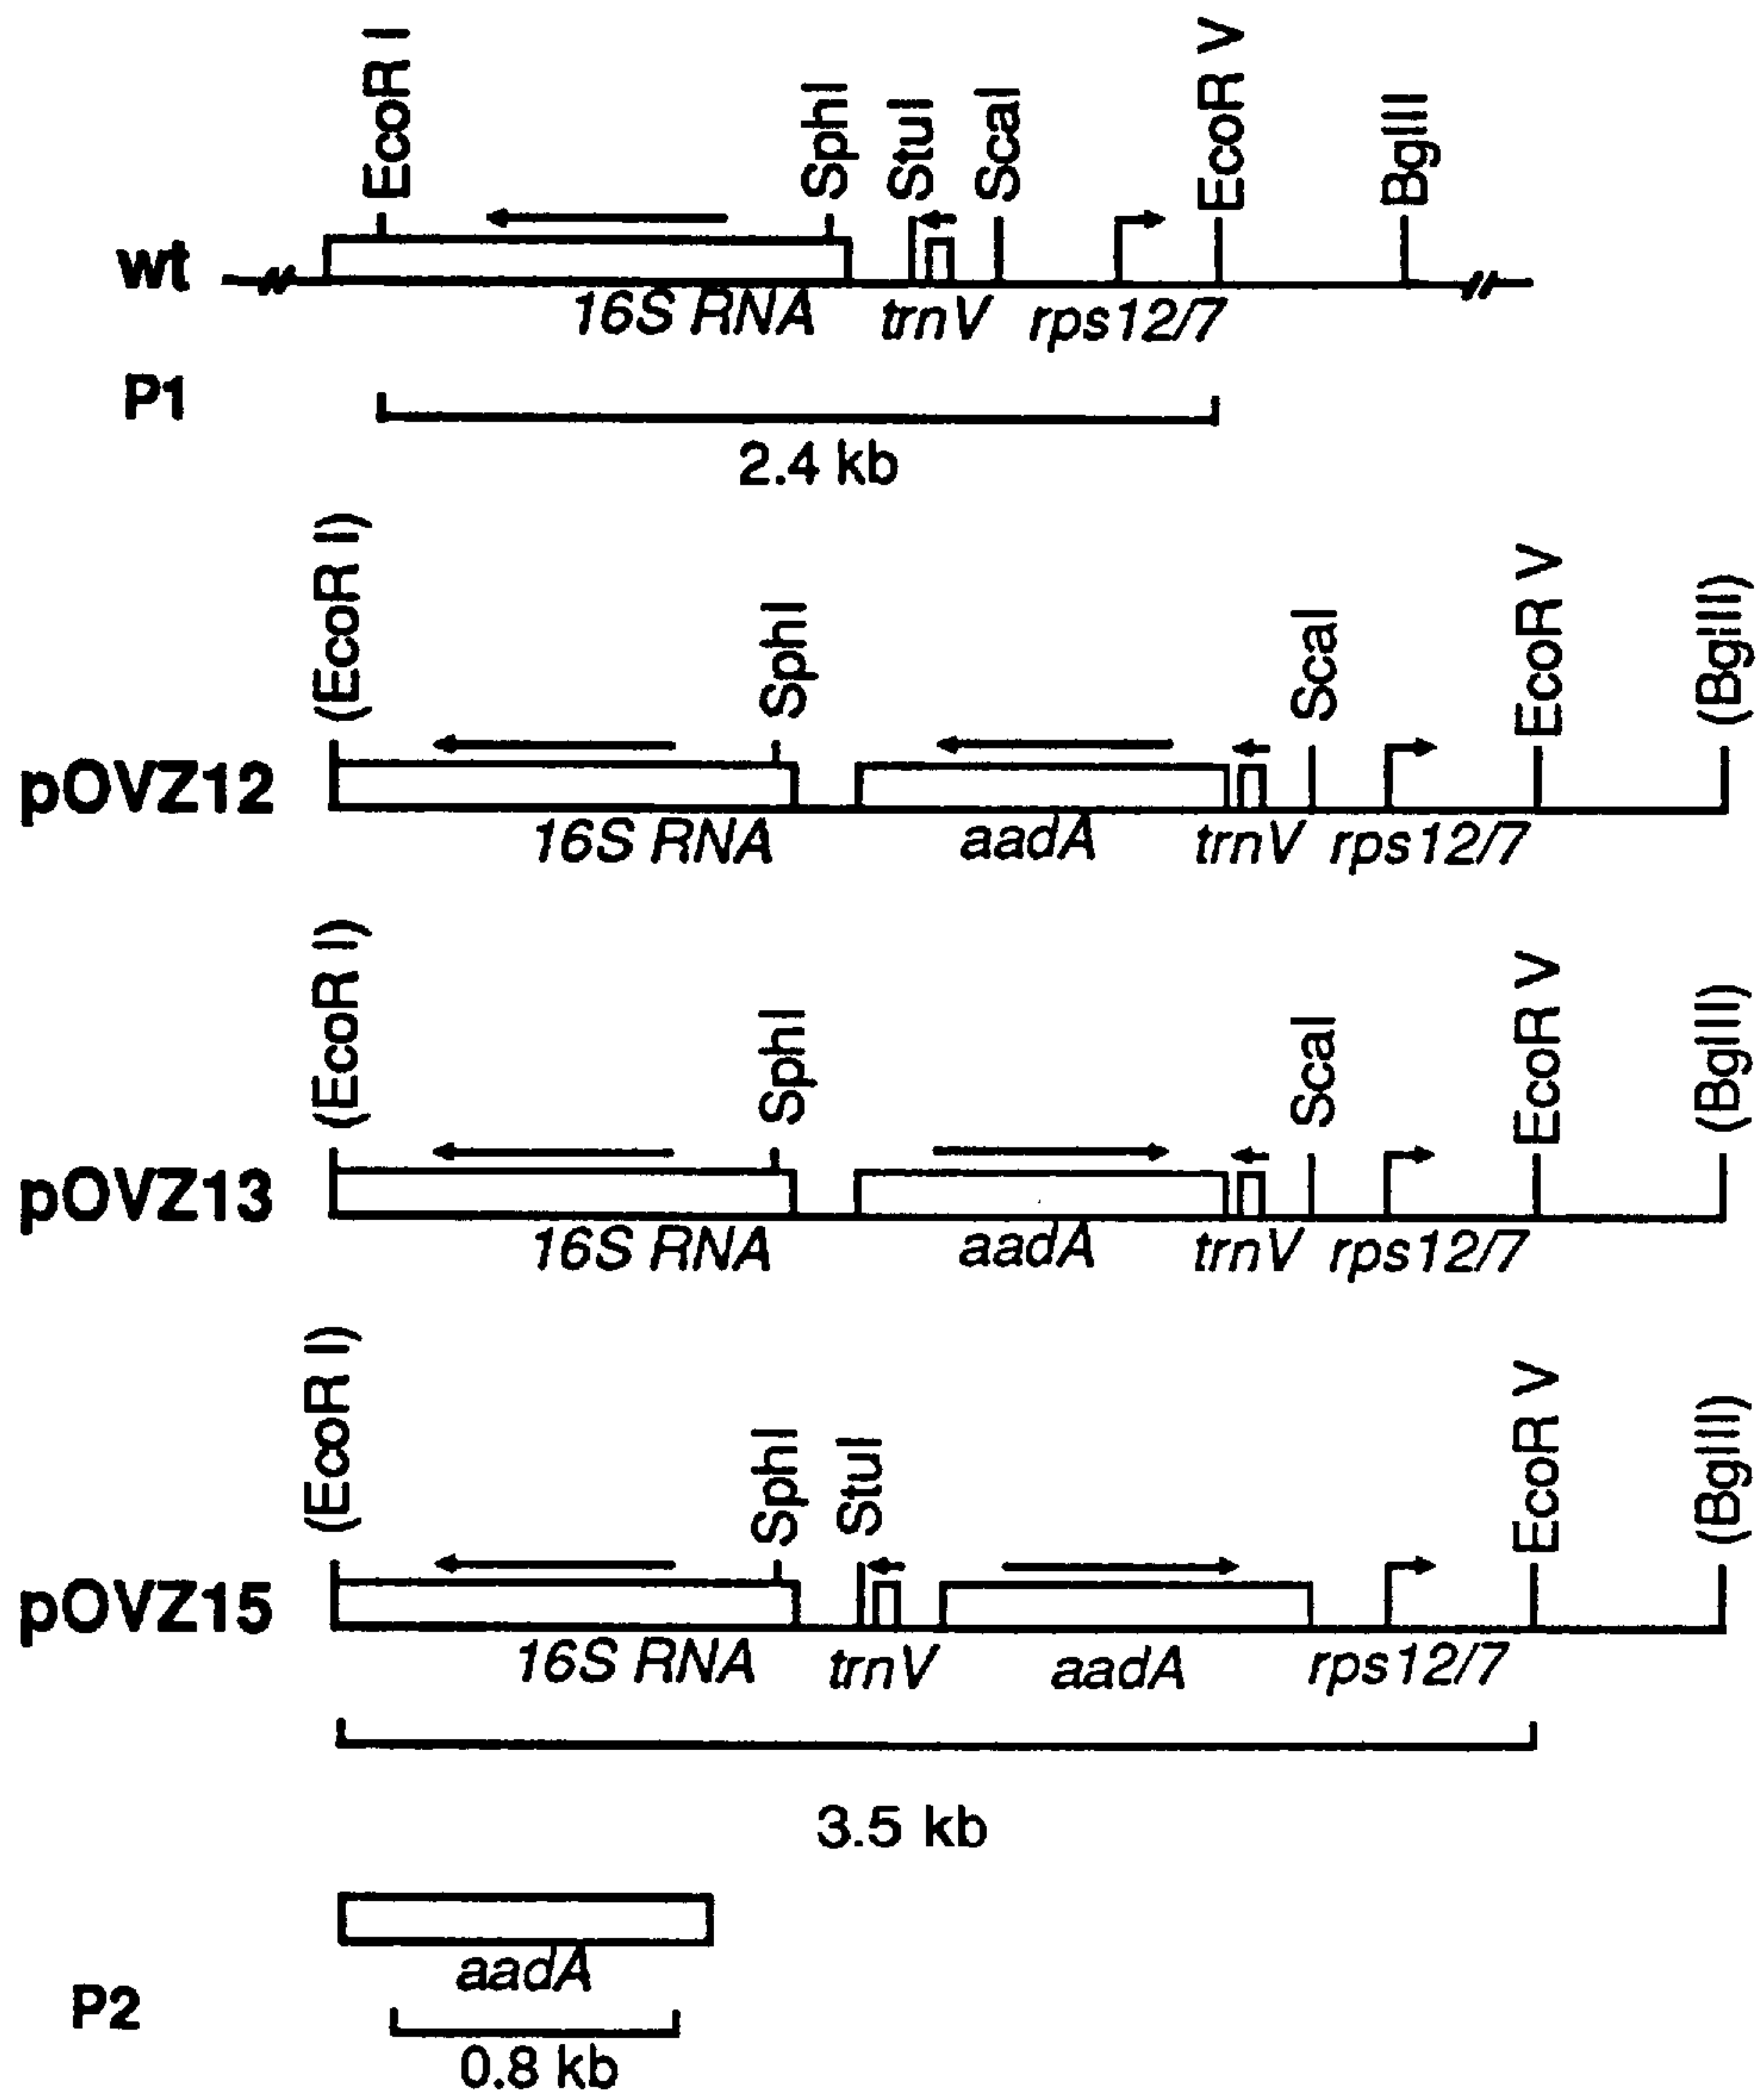 EcoR I SphI StuI ScaI EcoR V BglII
wt
16S RNA trnV rps12/7
P1
2.4 kb
(EcoR I) SphI ScaI EcoR V (BglII)
pOVZ12
16S RNA aadA trnV rps12/7
(EcoR I) SphI ScaI EcoR V (BglII)
pOVZ13
16S RNA aadA trnV rps12/7
(EcoR I) SphI StuI EcoR V (BglII)
pOVZ15
16S RNA trnV aadA rps12/7
3.5 kb
aadA
P2
0.8 kb